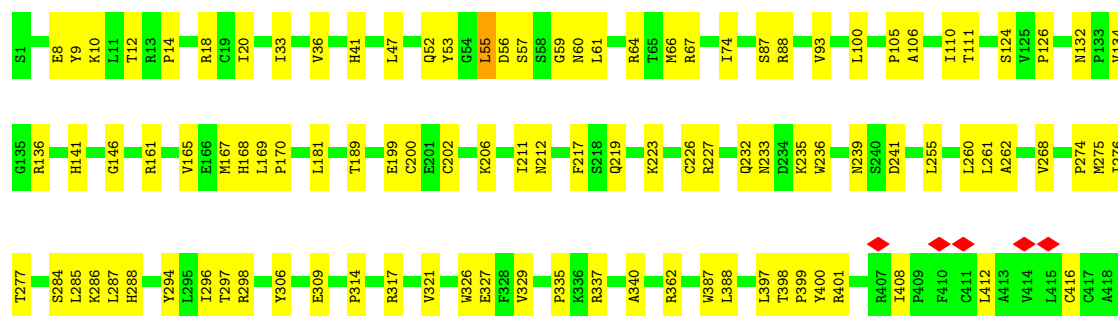 S1 E8 Y9 K10 L11 T12 R13 P14 R18 C19 I20 I33 V36 H41 L47 Q52 Y53 G54 L55 D56 S57 S58 G59 N60 L61 R64 T65 M66 R67 I74 S87 R88 V93 L100 P105 A106 I110 T111 S124 V125 P126 N132 P133 V134
G135 R136 H141 G146 R161 V165 E166 M167 H168 L169 P170 L181 T189 E199 C200 E201 C202 K206 I211 N212 F217 S218 Q219 K223 C226 R227 Q232 N233 D234 K235 W236 N239 S240 D241 L255 L260 L261 A262 V268 P274 M275 I276
T277 S284 L285 K286 L287 H288 Y294 L295 I296 T297 R298 Y306 E309 P314 R317 V321 W326 E327 F328 V329 P335 K336 R337 A340 R362 W387 L388 L397 T398 P399 Y400 R401 R407 I408 P409 F410 C411 L412 A413 V414 L415 C416 C417 A418